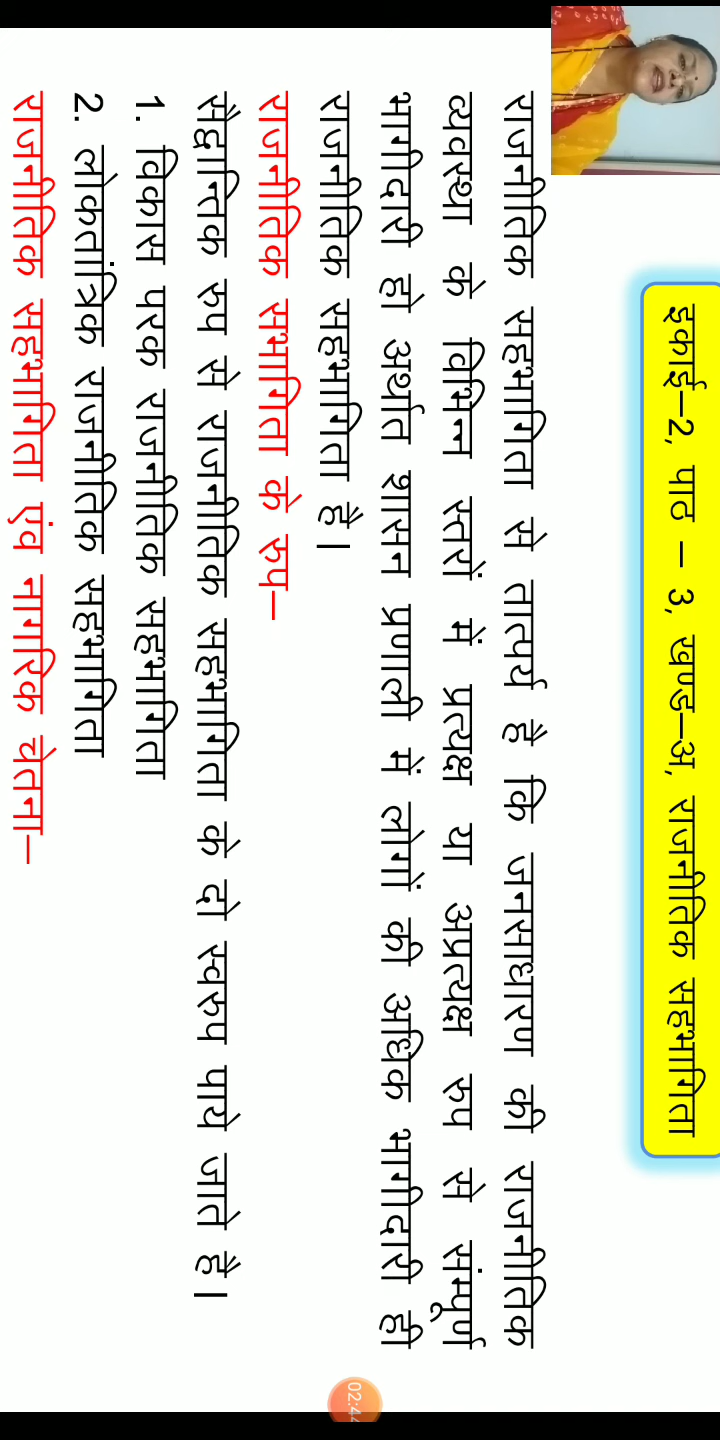 इकाई–2, पाठ – 3, खण्ड–अ, राजनीतिक सहभागिता
राजनीतिक सहभागिता से तात्पर्य है कि जनसाधारण की राजनीतिक
व्यवस्था के विभिन्न स्तरों में प्रत्यक्ष या अप्रत्यक्ष रुप से संम्पूर्ण
भागीदारी हो अर्थात शासन प्रणाली में लोगों की अधिक भागीदारी ही
राजनीतिक सहभागिता है।
राजनीतिक सभागिता के रुप–
सैद्वान्तिक रुप से राजनीतिक सहभागिता के दो स्वरुप पाये जाते है।
1. विकास परक राजनीतिक सहभागिता
2. लोकतांत्रिक राजनीतिक सहभागिता
राजनीतिक सहभागिता एंव नागरिक चेतना–